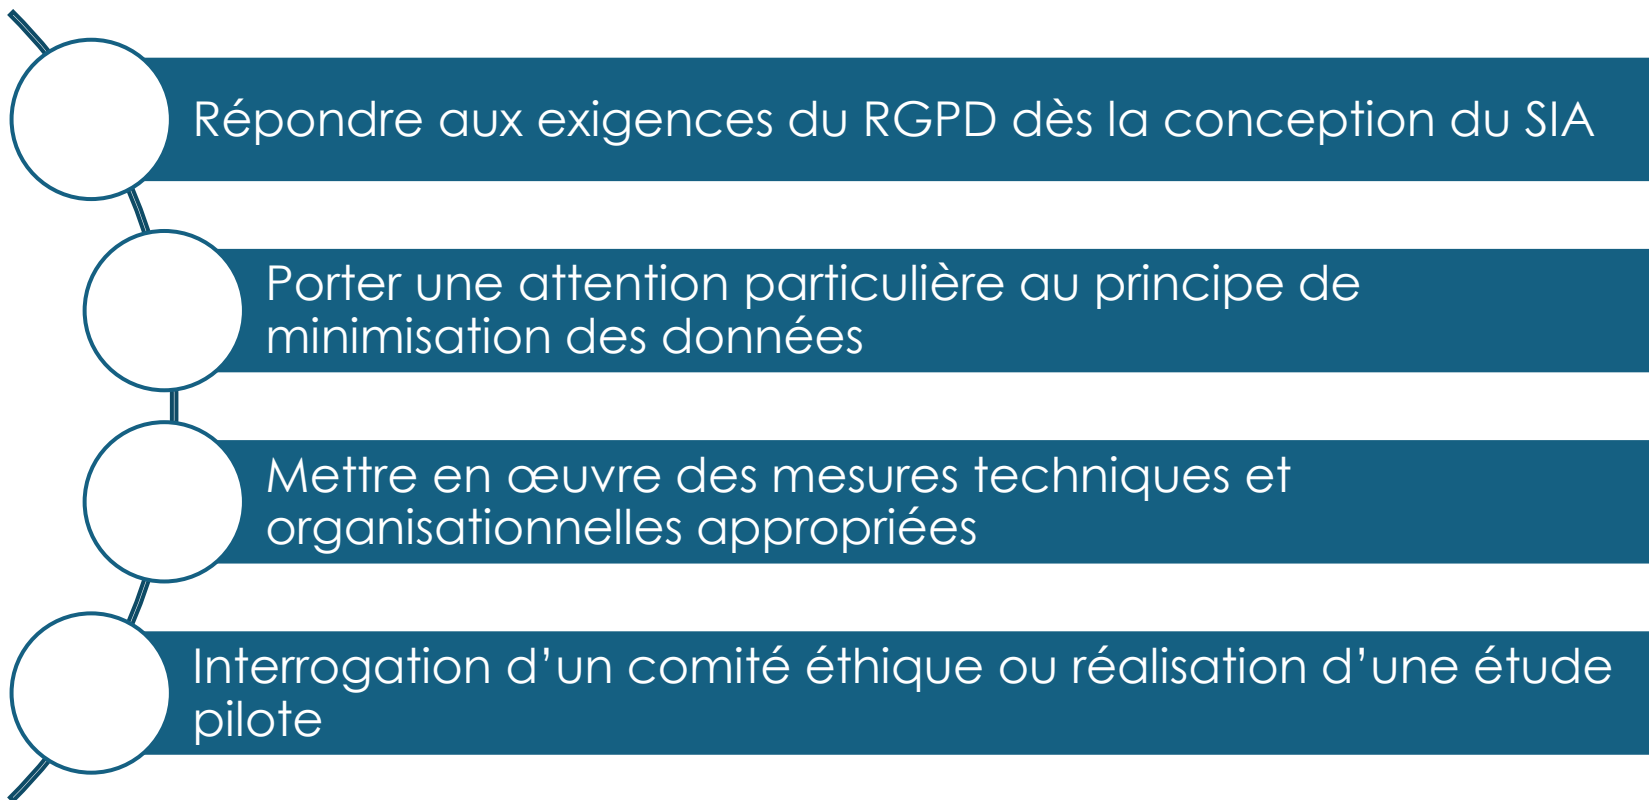 Répondre aux exigences du RGPD dès la conception du SIA
Porter une attention particulière au principe de
minimisation des données
Mettre en œuvre des mesures techniques et
organisationnelles appropriées
Interrogation d’un comité éthique ou réalisation d’une étude
pilote